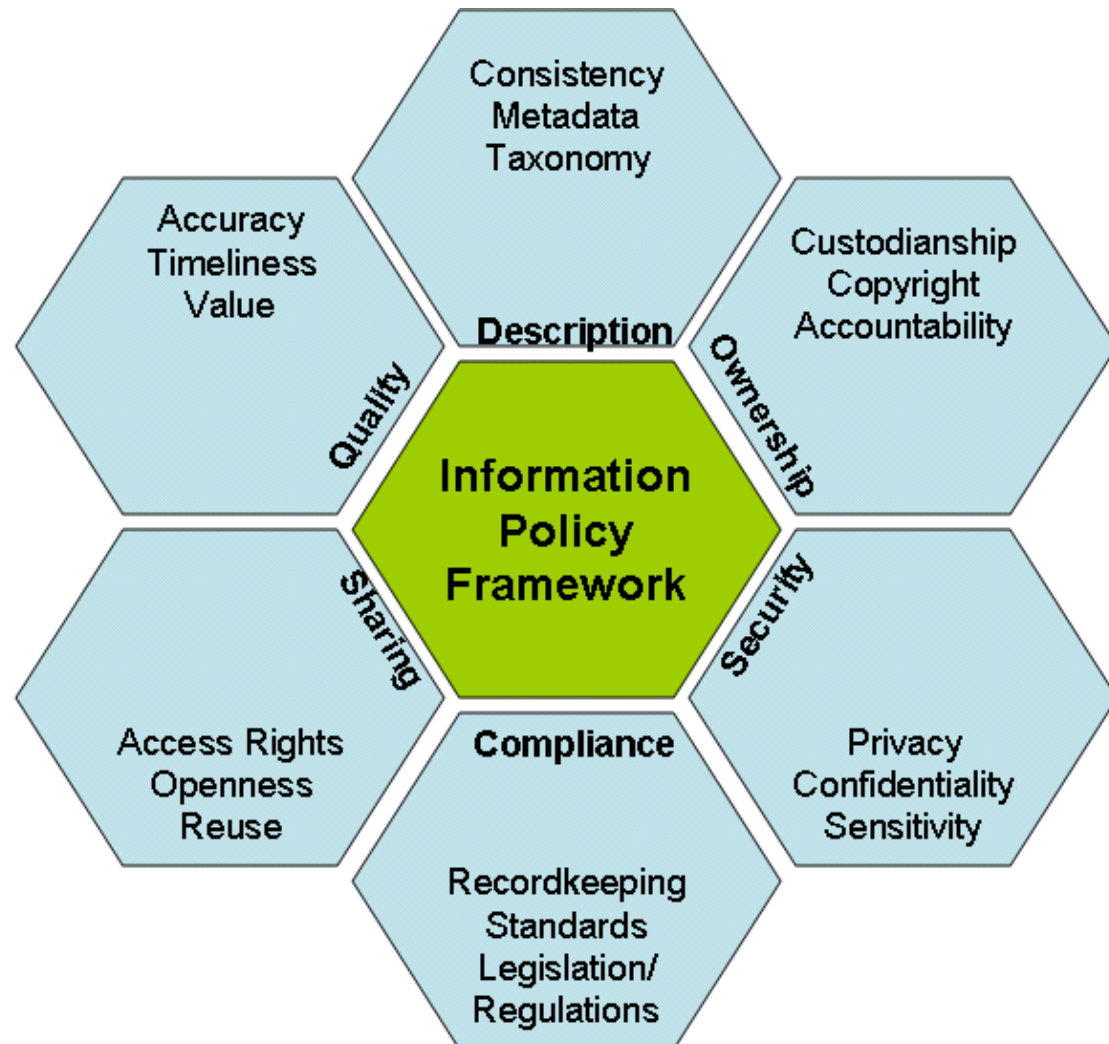 Consistency
Metadata
Taxonomy
Description
Accuracy
Timeliness
Value
Quality
Custodianship
Copyright
Accountability
Ownership
Information
Policy
Framework
Sharing
Access Rights
Openness
Reuse
Security
Privacy
Confidentiality
Sensitivity
Compliance
Recordkeeping
Standards
Legislation/
Regulations